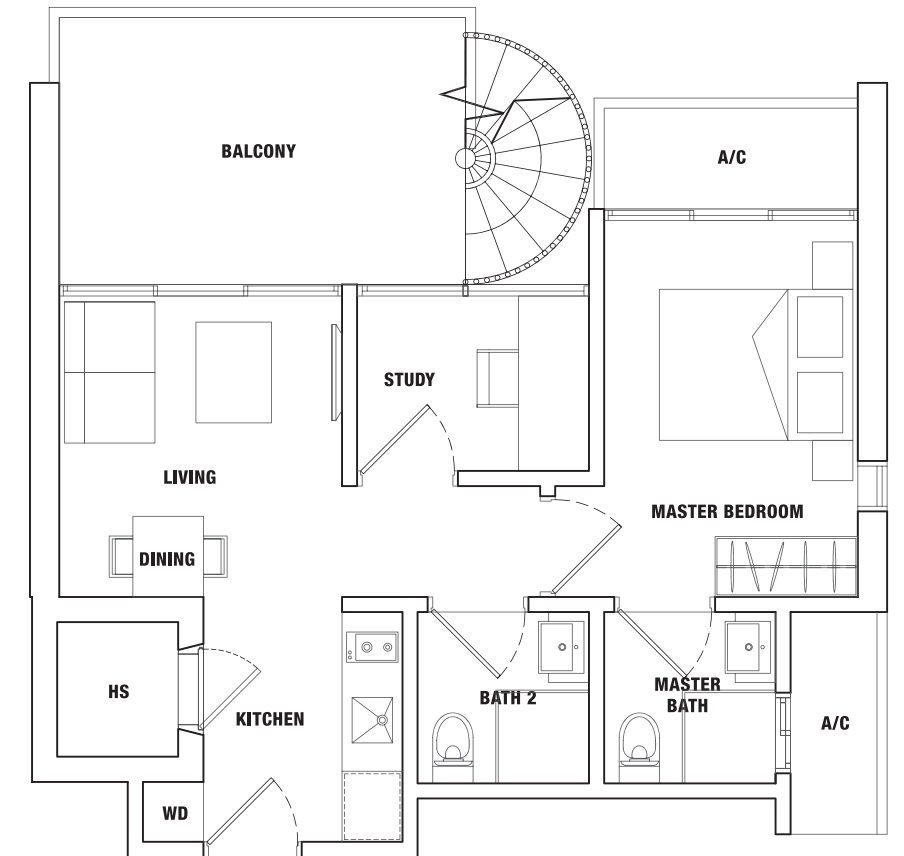 BALCONY
A/C
STUDY
LIVING
MASTER BEDROOM
DINING
HS
KITCHEN
BATH 2
MASTER
BATH
A/C
WD